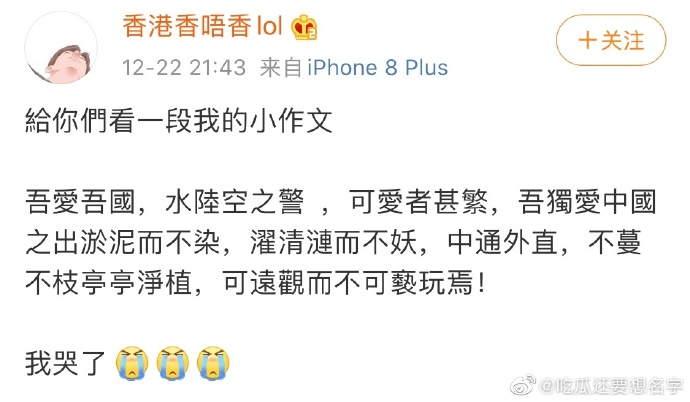 香港香唔香lol
+关注
12-22 21:43 来自 iPhone 8 Plus
給你們看一段我的小作文
吾愛吾國，水陸空之警 ，可愛者甚繁，吾獨愛中國
之出淤泥而不染，濯清漣而不妖，中通外直，不蔓
不枝亭亭淨植，可遠觀而不可褻玩焉！
我哭了😭😭😭
@吃瓜还要想名字